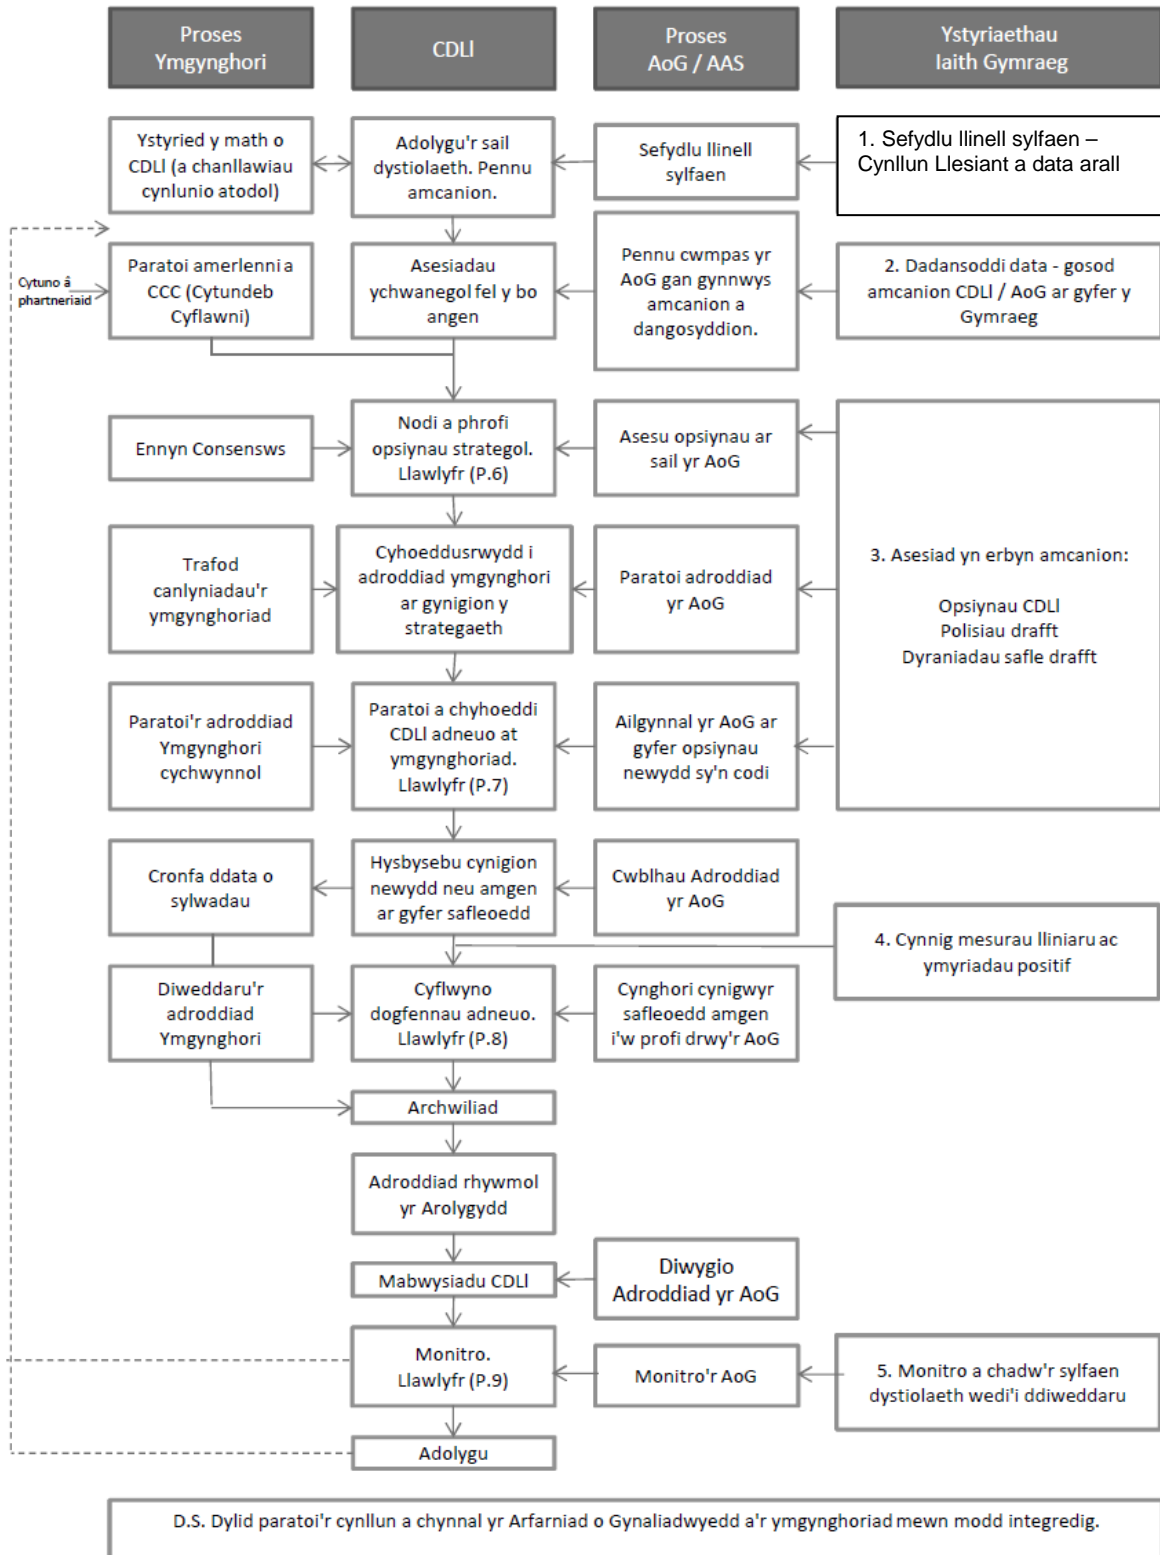 Proses
Ymgynghori
CDLl
Proses
AoG / AAS
Ystyriaethau
Iaith Gymraeg
Ystyried y math o
CDLl (a chanllawiau
cynlunio atodol)
Adolygu'r sail
dystiolaeth. Pennu
amcanion.
Sefydlu llinell
sylfaen
1. Sefydlu llinell sylfaen –
Cynllun Llesiant a data arall
Cytuno â
phartneriaid
Paratoi amerlenni a
CCC (Cytundeb
Cyflawni)
Asesiadau
ychwanegol fel y bo
angen
Pennu cwmpas yr
AoG gan gynnwys
amcanion a
dangosyddion.
2. Dadansoddi data - gosod
amcanion CDLl / AoG ar gyfer y
Gymraeg
Ennyn Consensws
Nodi a phrofi
opsiynau strategol.
Llawlyfr (P.6)
Asesu opsiynau ar
sail yr AoG
3. Asesiad yn erbyn amcanion:
Opsiynau CDLl
Polisiau drafft
Dyraniadau safle drafft
Trafod
canlyniadau'r
ymgynghoriad
Cyhoeddusrwydd i
adroddiad ymgynghori
ar gynigion y
strategaeth
Paratoi adroddiad
yr AoG
Paratoi'r adroddiad
Ymgynghori
cychwynnol
Paratoi a chyhoeddi
CDLl adneuo at
ymgynghoriad.
Llawlyfr (P.7)
Ailgynnal yr AoG ar
gyfer opsiynau
newydd sy'n codi
Cronfa ddata o
sylwadau
Hysbysebu cynigion
newydd neu amgen
ar gyfer safleoedd
Cwblhau Adroddiad
yr AoG
4. Cynnig mesurau lliniaru ac
ymyriadau positif
Diweddaru'r
adroddiad
Ymgynghori
Cyflwyno
dogfennau adneuo.
Llawlyfr (P.8)
Cynghori cynigwyr
safleoedd amgen
i'w profi drwy'r AoG
Archwiliad
Adroddiad rhywmol
yr Arolygydd
Mabwysiadu CDLl
Diwygio
Adroddiad yr AoG
Monitro.
Llawlyfr (P.9)
Monitro'r AoG
5. Monitro a chadw'r sylfaen
dystiolaeth wedi'i ddiweddaru
Adolygu
D.S. Dylid paratoi'r cynllun a chynnal yr Arfarniad o Gynaliadwyedd a'r ymgynghoriad mewn modd integredig.